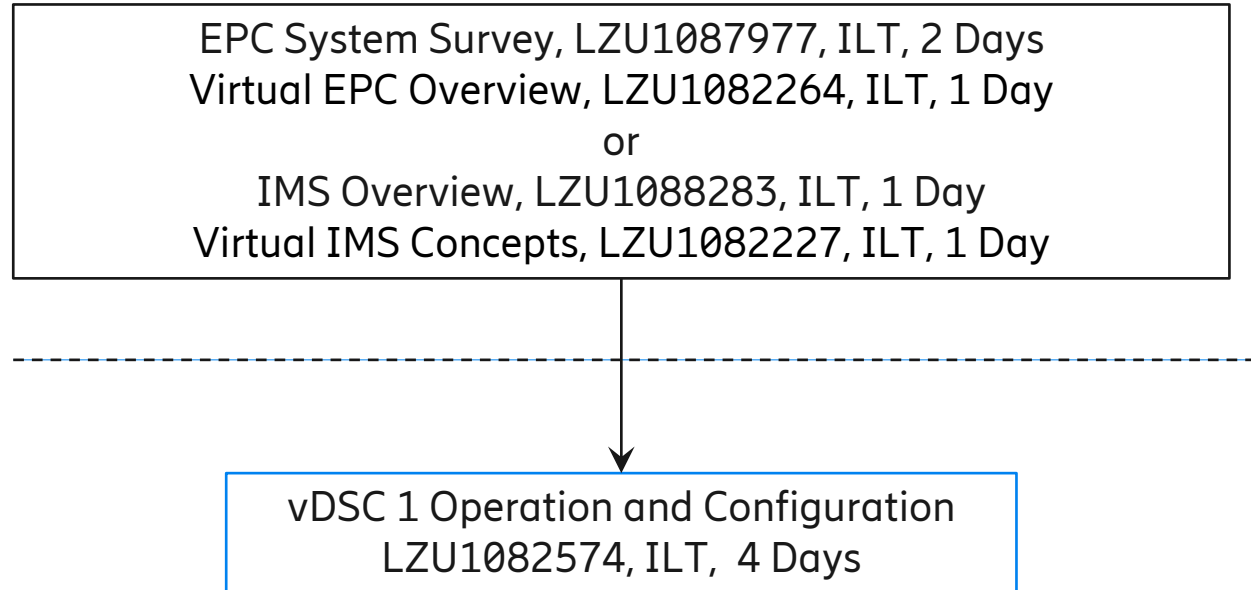 EPC System Survey, LZU1087977, ILT, 2 Days
Virtual EPC Overview, LZU1082264, ILT, 1 Day
or
IMS Overview, LZU1088283, ILT, 1 Day
Virtual IMS Concepts, LZU1082227, ILT, 1 Day
vDSC 1 Operation and Configuration
LZU1082574, ILT,  4 Days